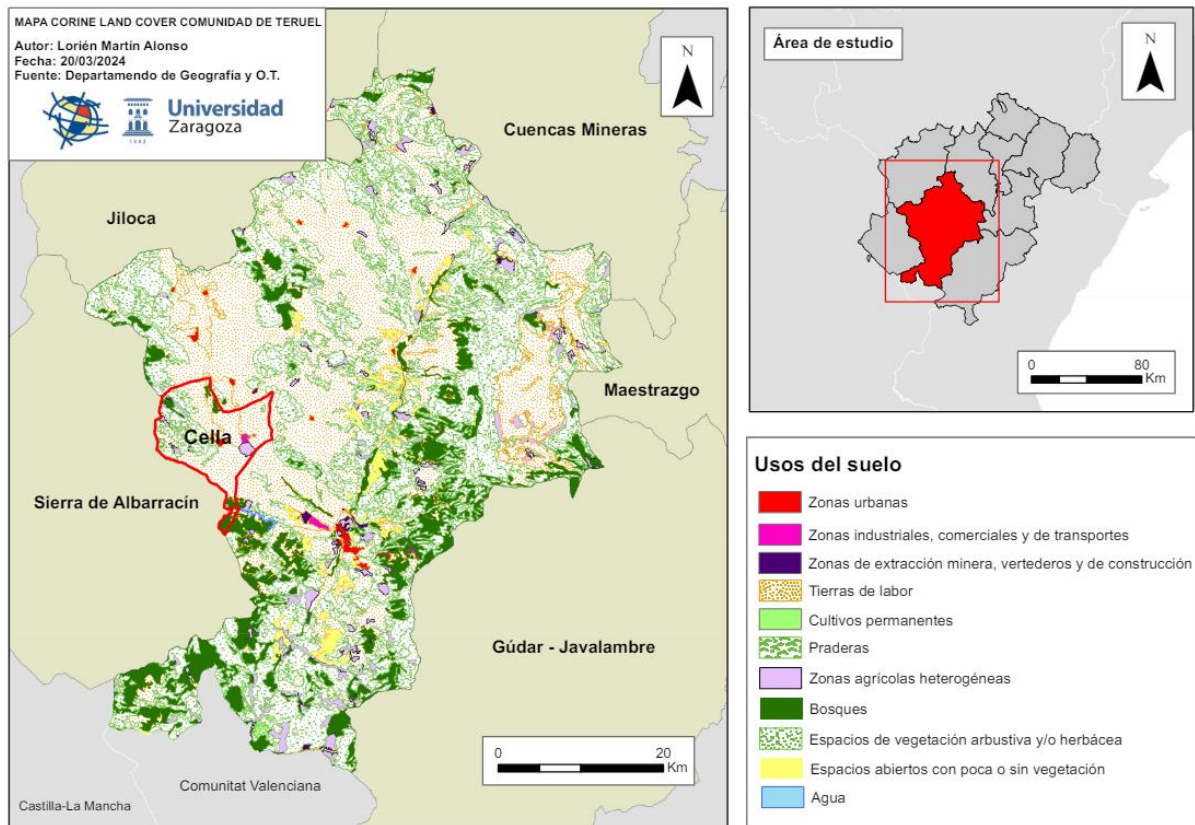 MAPA CORINE LAND COVER COMUNIDAD DE TERUEL
Autor: Lorién Martín Alonso
Fecha: 20/03/2024
Fuente: Departamendo de Geografía y O.T.
Universidad
Zaragoza
1542
N
Cuencas Mineras
Jiloca
Maestrazgo
Cella
Sierra de Albarracín
Gúdar - Javalambre
0 20
Km
Comunitat Valenciana
Castilla-La Mancha
Área de estudio
N
0 80
Km
Usos del suelo
Zonas urbanas
Zonas industriales, comerciales y de transportes
Zonas de extracción minera, vertederos y de construcción
Tierras de labor
Cultivos permanentes
Praderas
Zonas agrícolas heterogéneas
Bosques
Espacios de vegetación arbustiva y/o herbácea
Espacios abiertos con poca o sin vegetación
Agua